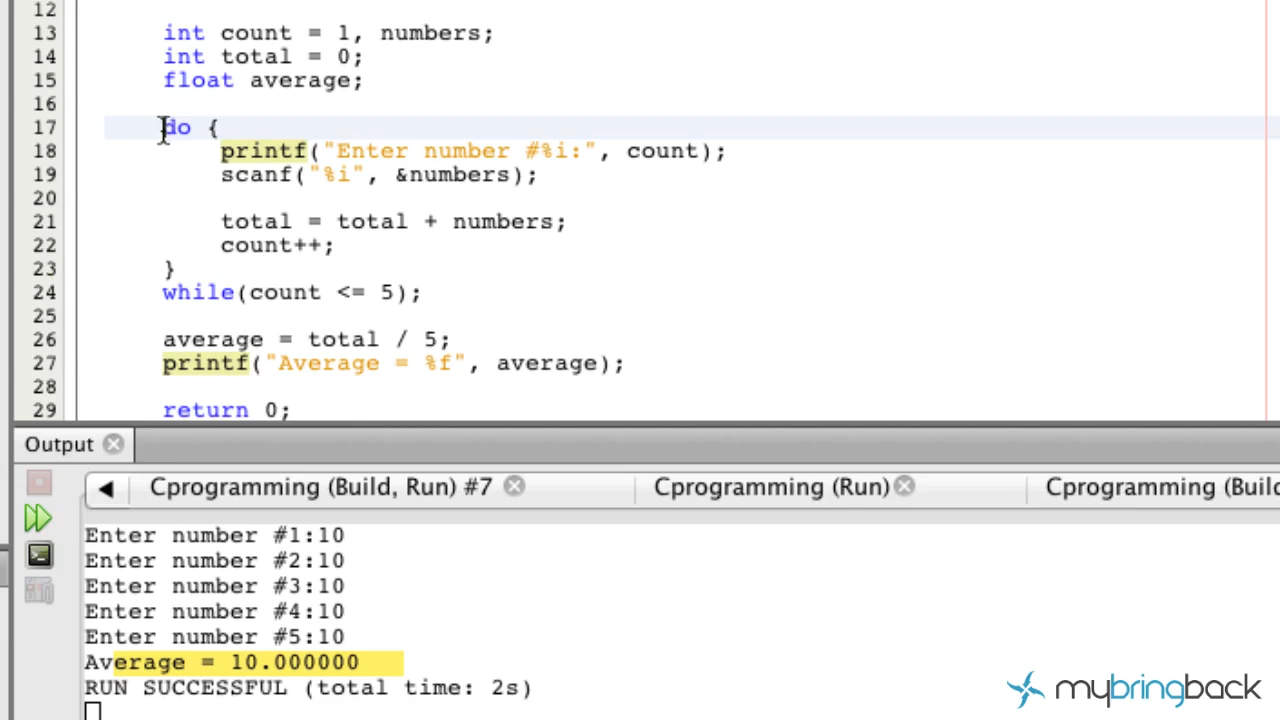 12
13 int count = 1, numbers;
14 int total = 0;
15 float average;
16
17 do {
18 printf("Enter number #%i:", count);
19 scanf("%i", &numbers);
20
21 total = total + numbers;
22 count++;
23 }
24 while(count <= 5);
25
26 average = total / 5;
27 printf("Average = %f", average);
28
29 return 0;
Output
Cprogramming (Build, Run) #7 Cprogramming (Run) Cprogramming (Build
Enter number #1:10
Enter number #2:10
Enter number #3:10
Enter number #4:10
Enter number #5:10
Average = 10.000000
RUN SUCCESSFUL (total time: 2s)
mybringback